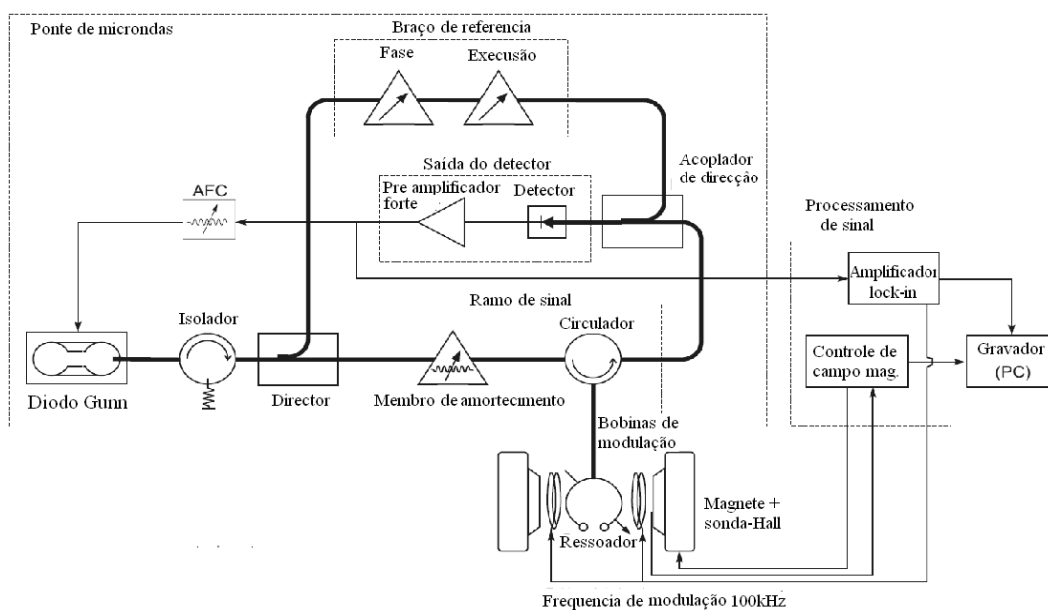 Ponte de microndas
Braço de referencia
Fase
Execusão
Saída do detector
Pre amplificador
forte
Detector
Acoplador
de direcção
AFC
Processamento
de sinal
Amplificador
lock-in
Ramo de sinal
Isolador
Circulador
Controle de
campo mag.
Gravador
(PC)
Diodo Gunn
Director
Membro de amortecimento
Bobinas de
modulação
Magnete +
sonda-Hall
Ressoador
Frequencia de modulação 100kHz